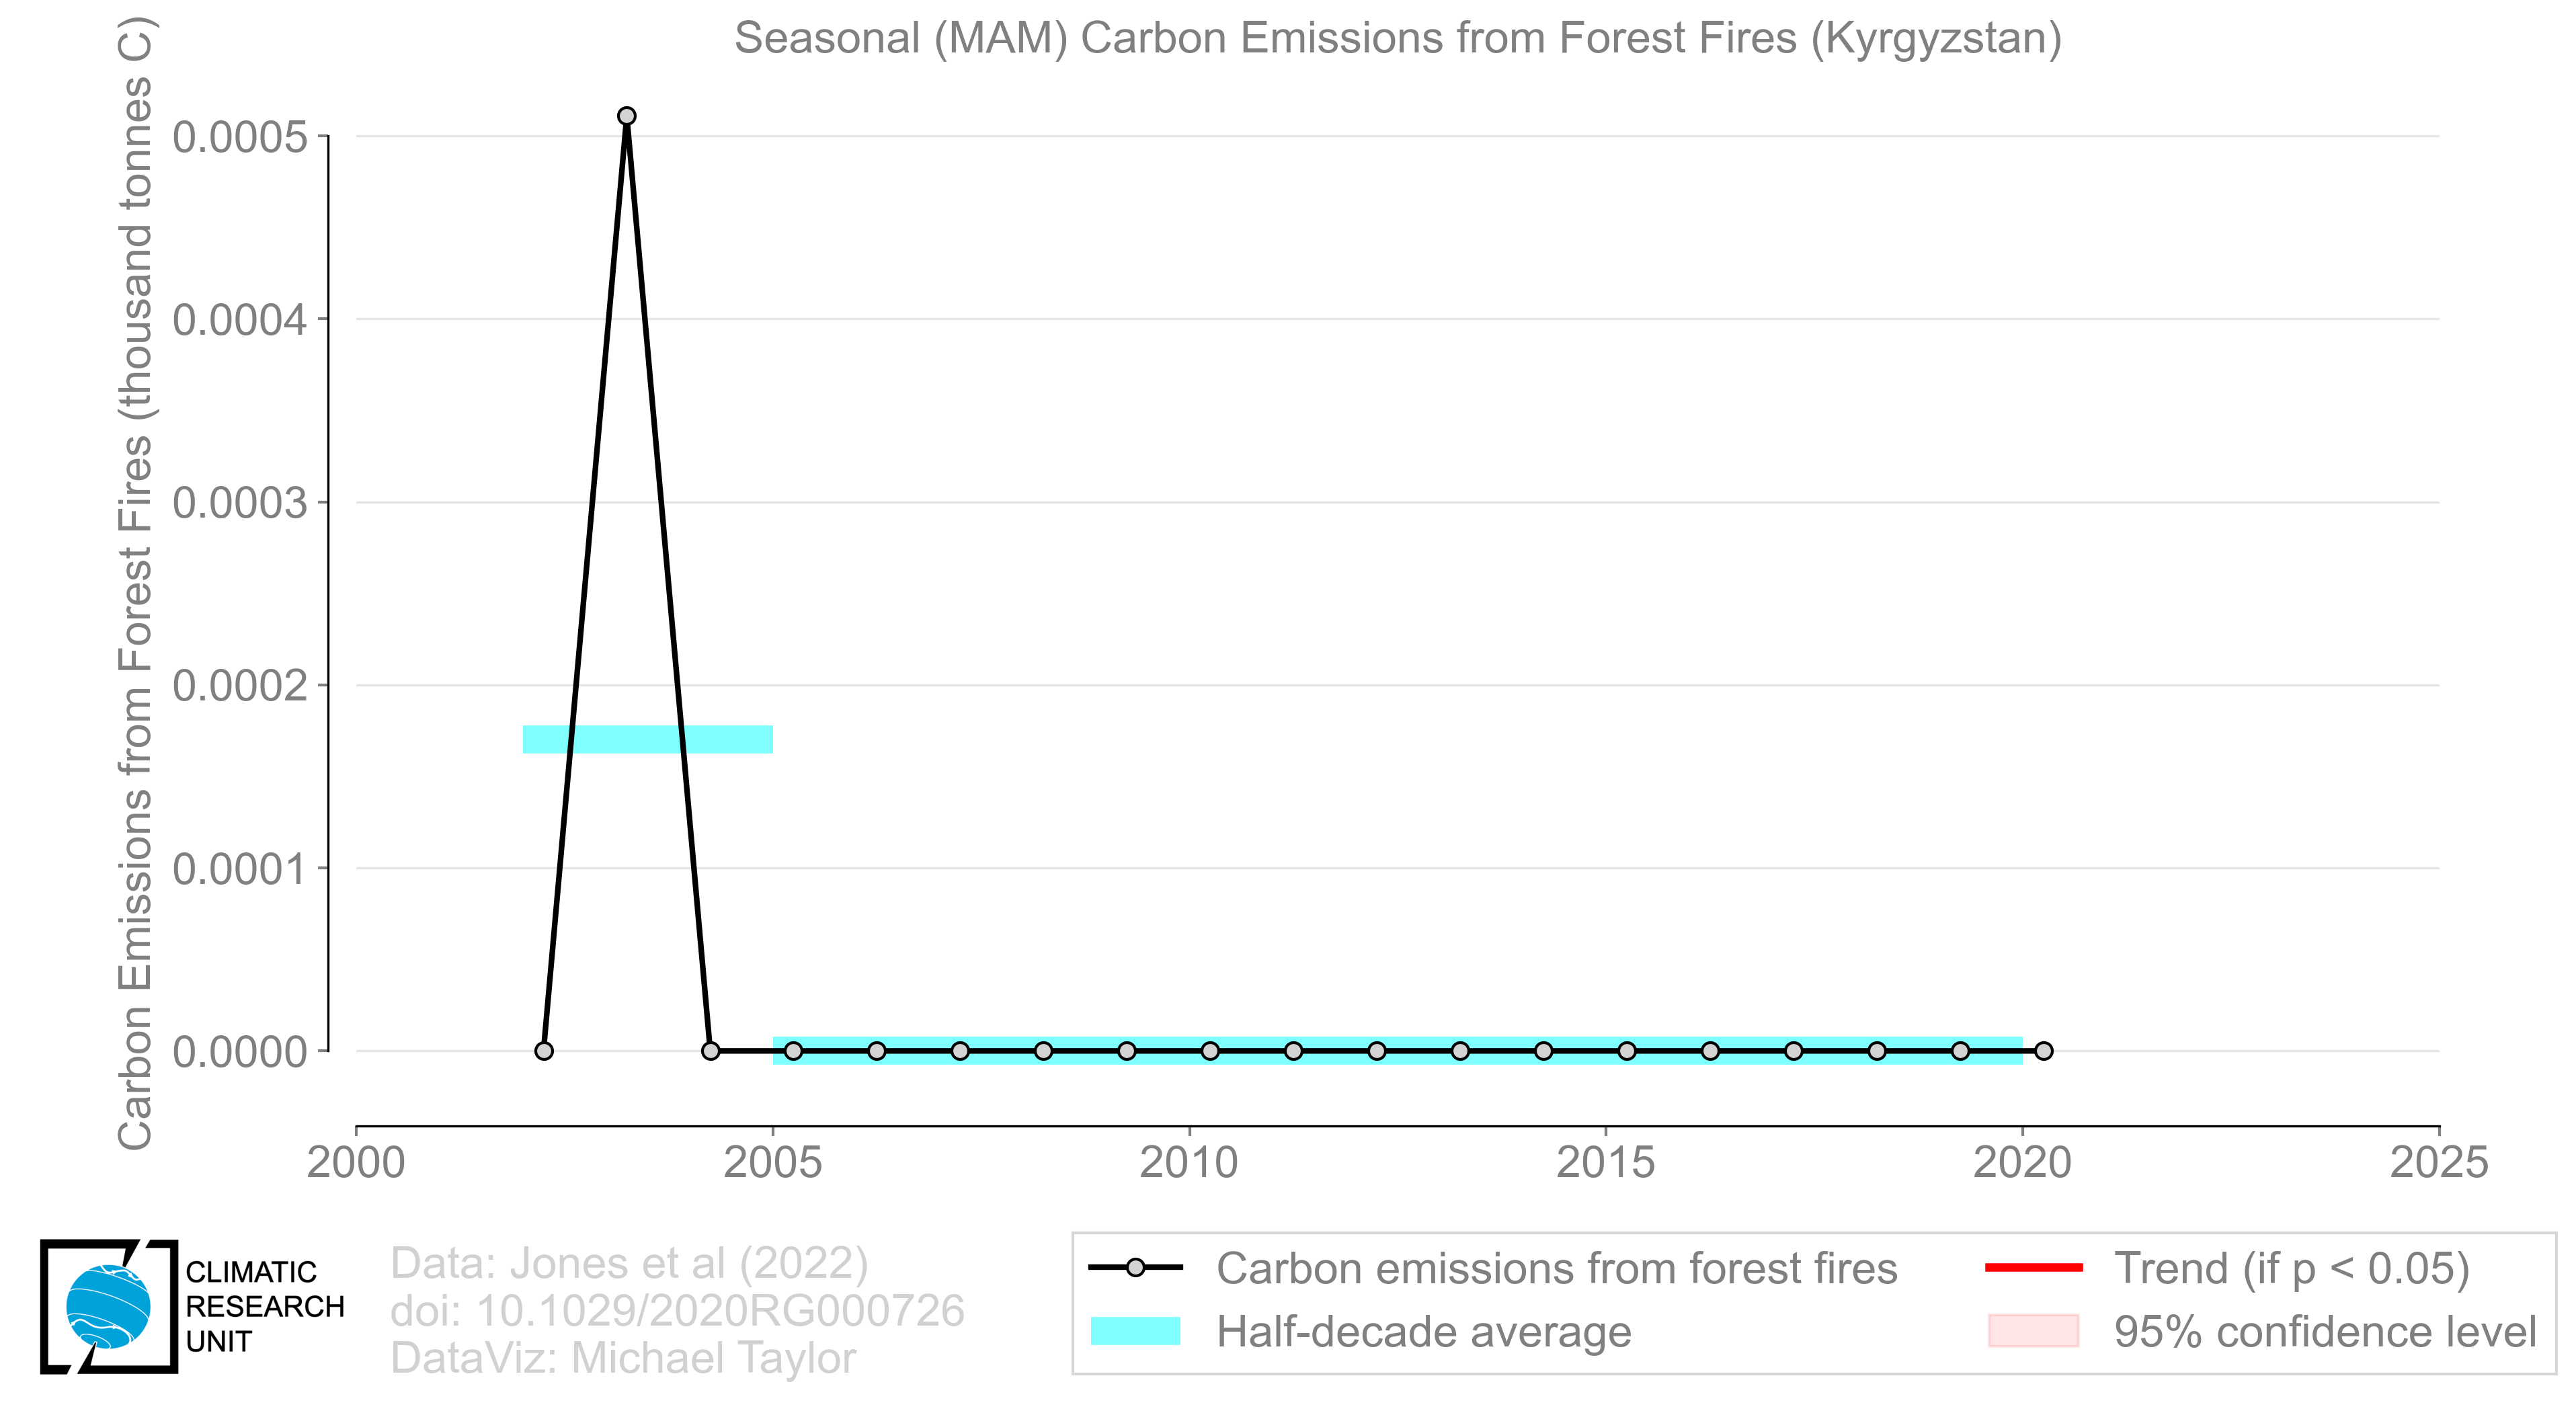 Seasonal (MAM) Carbon Emissions from Forest Fires (Kyrgyzstan)
Carbon Emissions from Forest Fires (thousand tonnes C)
0.0005
0.0004
0.0003
0.0002
0.0001
0.0000
2000 2005 2010 2015 2020 2025
CLIMATIC
RESEARCH
UNIT
Data: Jones et al (2022)
doi: 10.1029/2020RG000726
DataViz: Michael Taylor
Carbon emissions from forest fires
Half-decade average
Trend (if p < 0.05)
95% confidence level